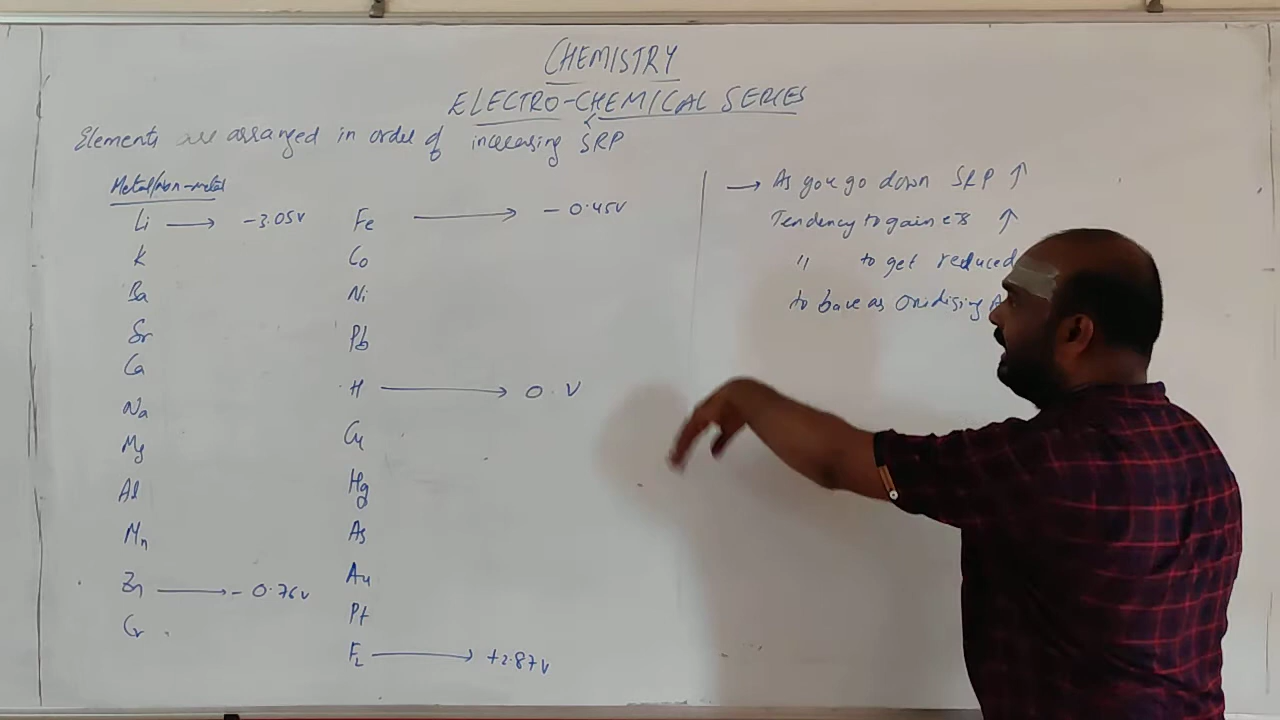 CHEMISTRY
ELECTRO-CHEMICAL SERIES
Elements are arranged in order of increasing SRP
Metal/non-metal
Li → -3.05V
K
Ba
Sr
Ca
Na
Mg
Al
Mn
Zn → - 0.76V
Cr
Fe → - 0.45V
Co
Ni
Pb
H → 0.V
Cu
Hg
As
Au
Pt
F2 → +2.87V
→ As you go down SRP ↑
Tendency to gain e⁻s ↑
" to get reduced
to bave as Oxidising A